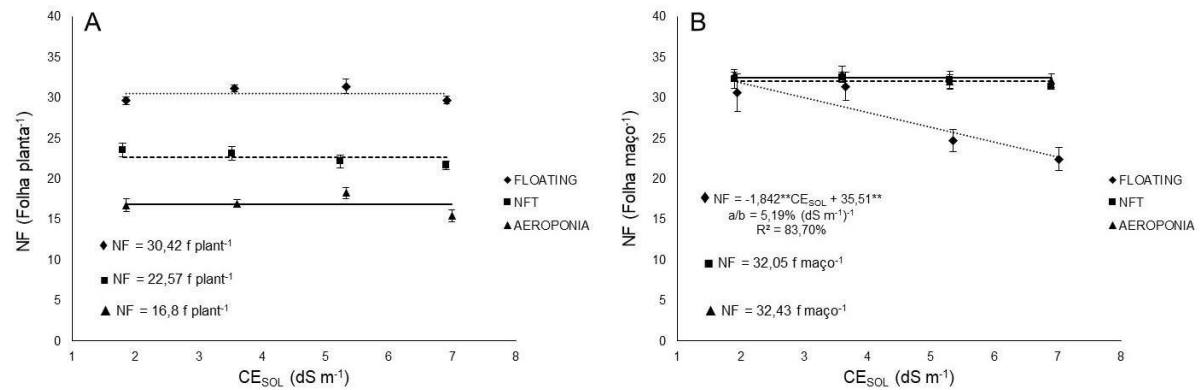 A
40
35
30
25
20
15
10
5
0
NF (Folha planta⁻¹)
◆FLOATING
■NFT
▲AEROPONIA
◆ NF = 30,42 f plant⁻¹
■ NF = 22,57 f plant⁻¹
▲ NF = 16,8 f plant⁻¹
1 2 3 4 5 6 7 8
CE_SOL (dS m⁻¹)
B
40
35
30
25
20
15
10
5
0
NF (Folha maço⁻¹)
◆FLOATING
■NFT
▲AEROPONIA
◆ NF = -1,842**CE_SOL + 35,51**
a/b = 5,19% (dS m⁻¹)⁻¹
R² = 83,70%
■ NF = 32,05 f maço⁻¹
▲ NF = 32,43 f maço⁻¹
1 2 3 4 5 6 7 8
CE_SOL (dS m⁻¹)